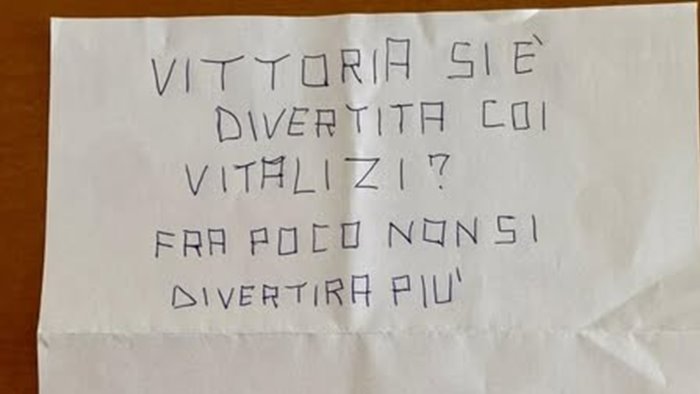 VITTORIA SI È
DIVERTITA COI
VITALIZI?
FRA POCO NON SI
DIVERTIRA PIU'